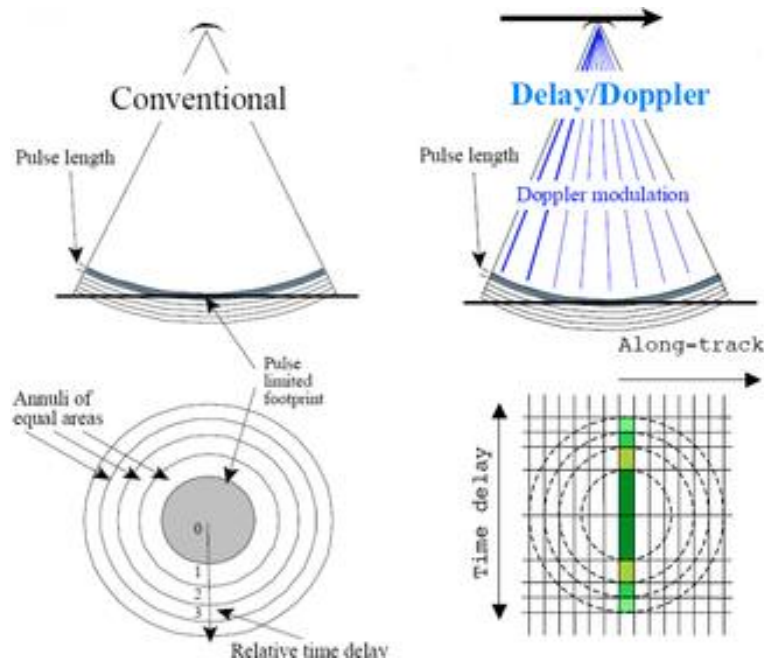 Conventional
Pulse length
Pulse
limited
footprint
Annuli of
equal areas
0
1
2
3
Relative time delay
Delay/Doppler
Pulse length
Doppler modulation
Along=track
Time delay